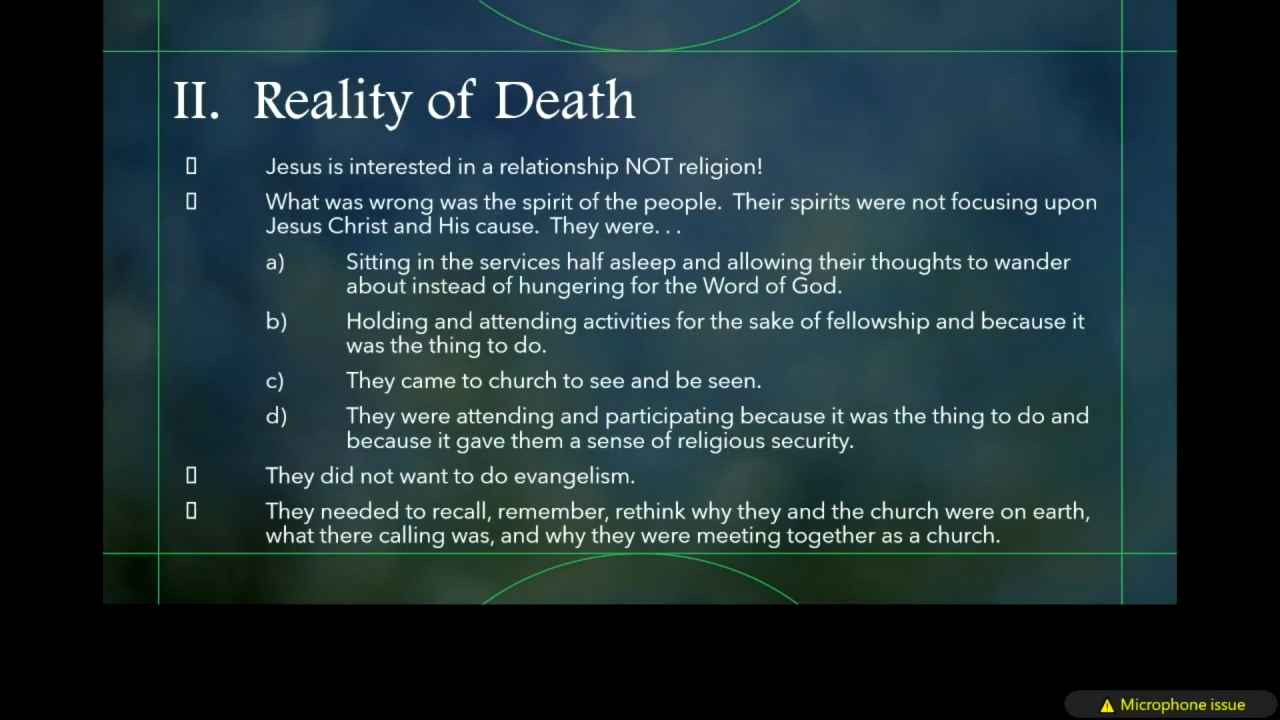 II. Reality of Death
Jesus is interested in a relationship NOT religion!
What was wrong was the spirit of the people. Their spirits were not focusing upon
Jesus Christ and His cause. They were. . .
a) Sitting in the services half asleep and allowing their thoughts to wander
about instead of hungering for the Word of God.
b) Holding and attending activities for the sake of fellowship and because it
was the thing to do.
c) They came to church to see and be seen.
d) They were attending and participating because it was the thing to do and
because it gave them a sense of religious security.
They did not want to do evangelism.
They needed to recall, remember, rethink why they and the church were on earth,
what there calling was, and why they were meeting together as a church.
Microphone issue